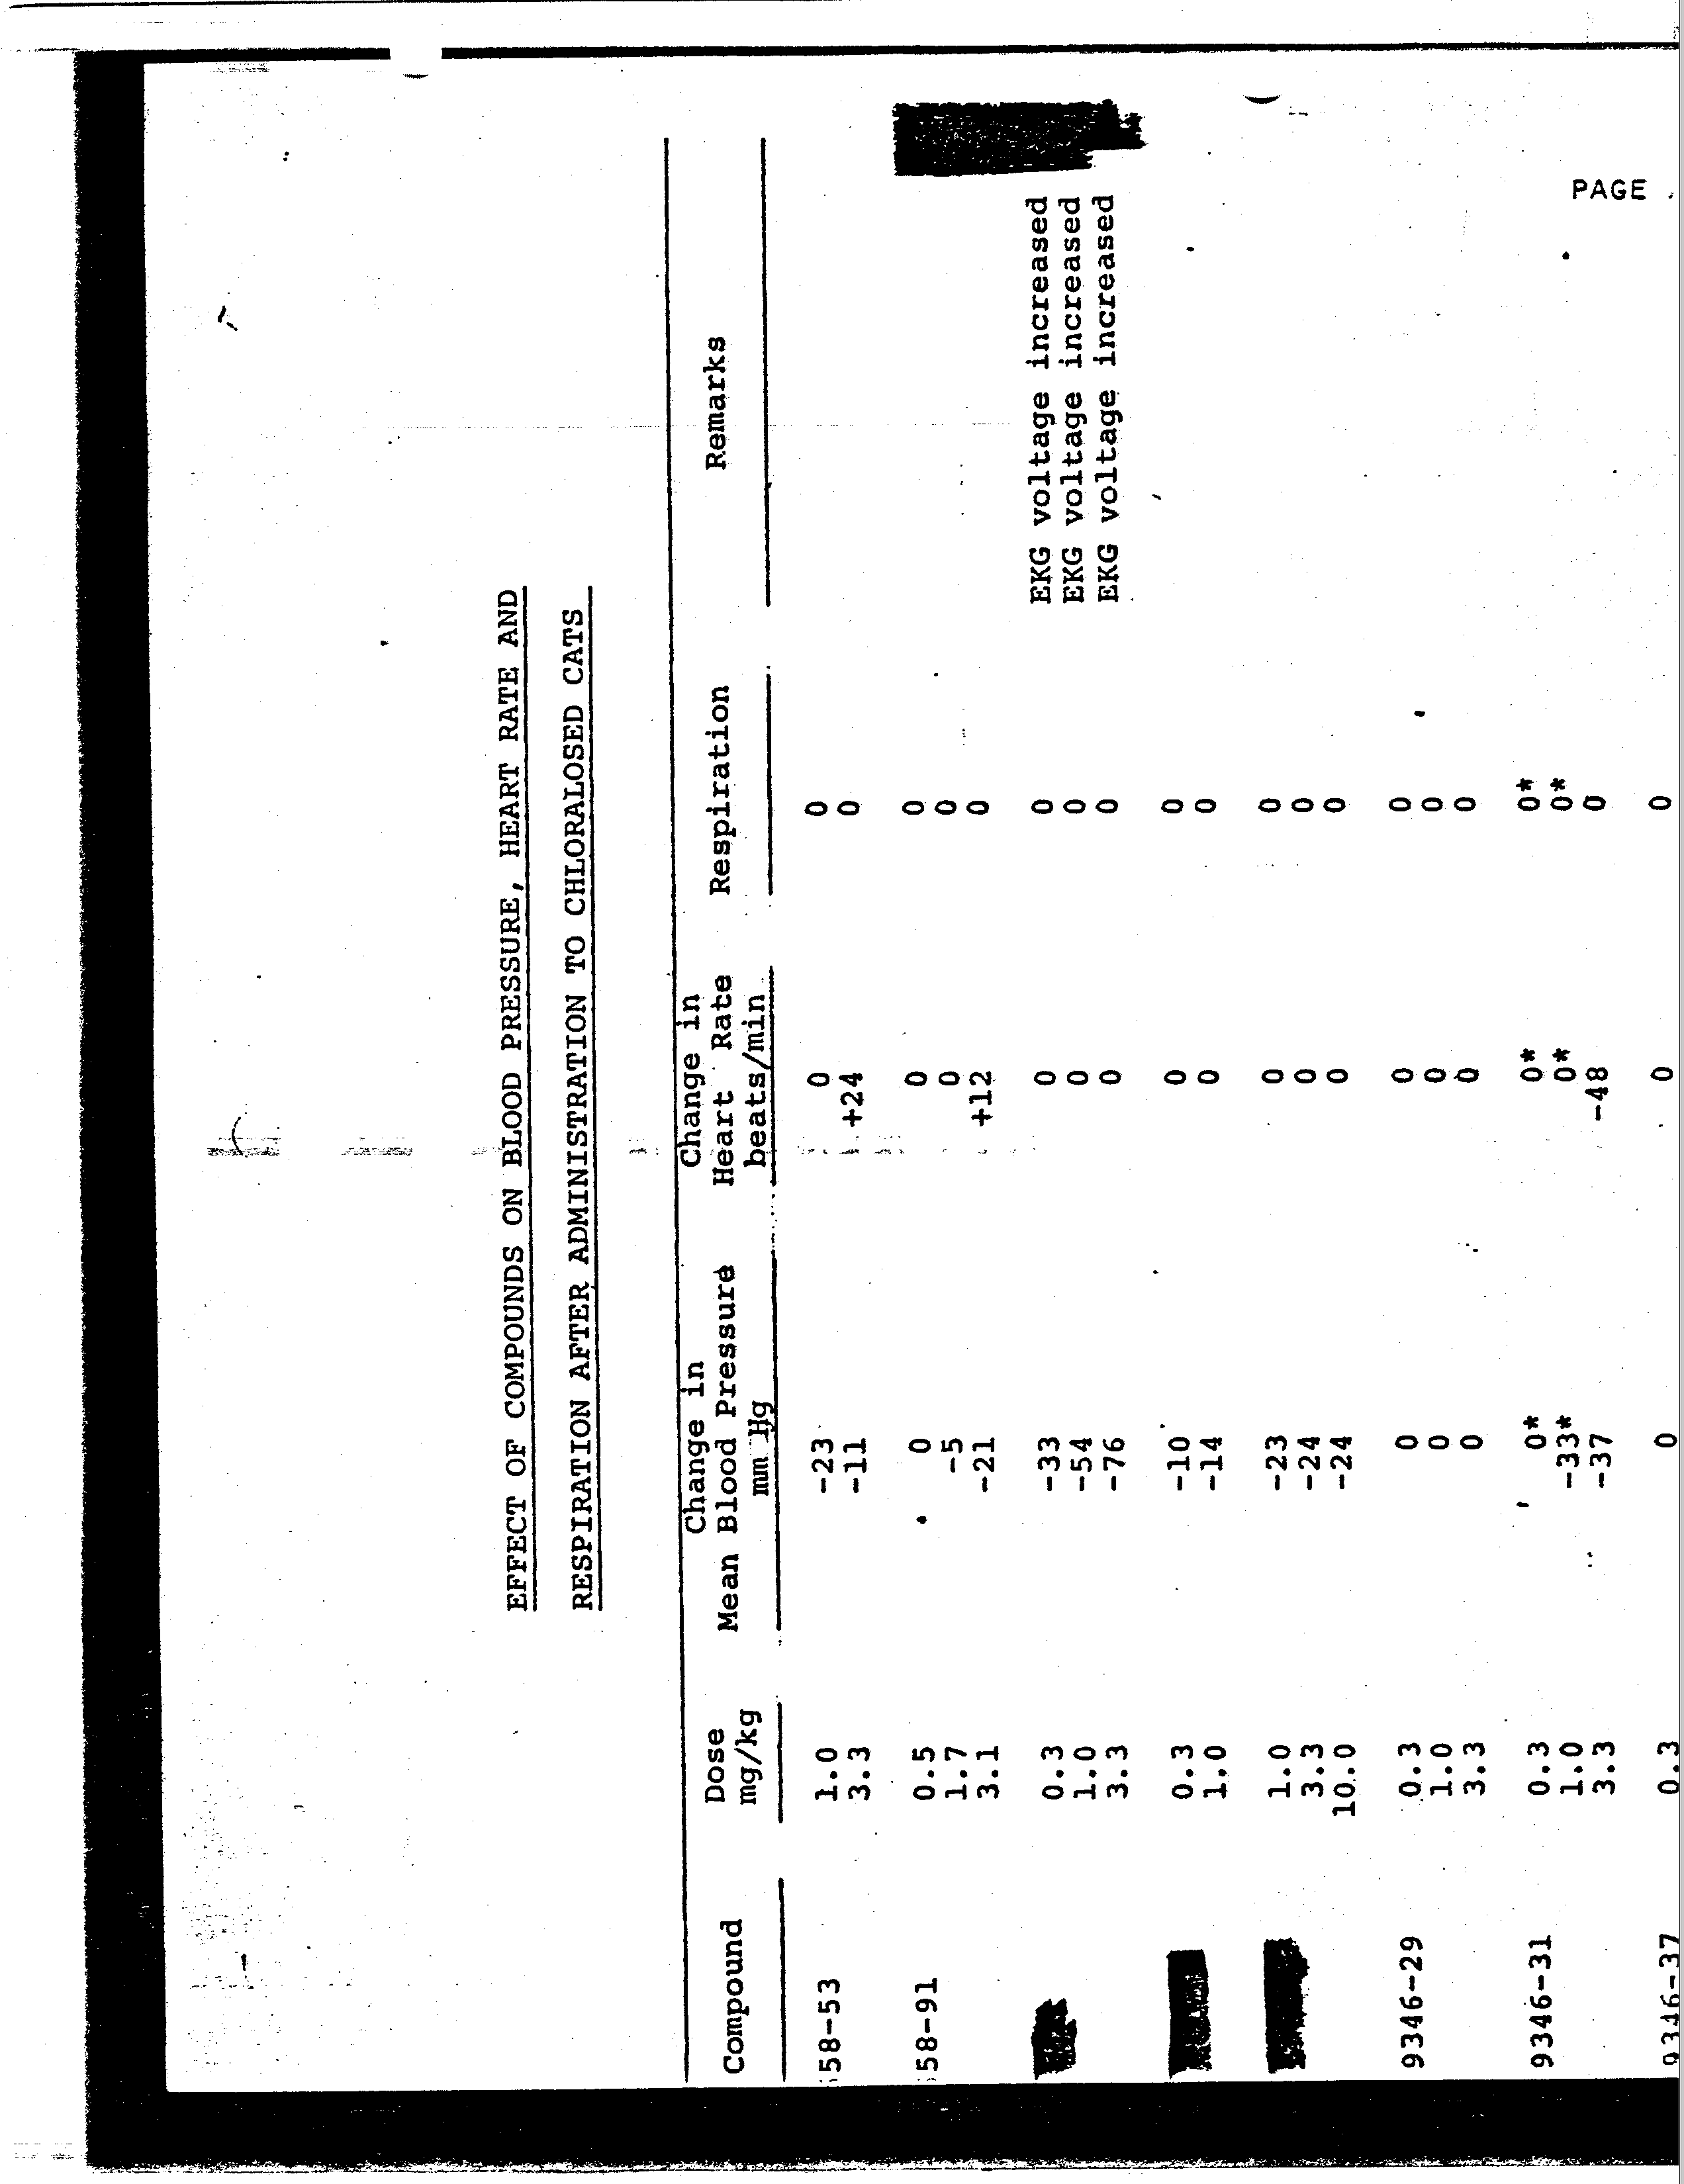 PAGE
EFFECT OF COMPOUNDS ON BLOOD PRESSURE, HEART RATE AND
RESPIRATION AFTER ADMINISTRATION TO CHLORALOSED CATS
Change in Change in
Compound Dose Mean Blood Pressure Heart Rate Respiration Remarks
mg/kg mm Hg beats/min
58-53 1.0 -23 0 0
3.3 -11 +24 0
58-91 0.5 0 0 0
1.7 -5 0 0
3.1 -21 +12 0
0.3 -33 0 0 EKG voltage increased
1.0 -54 0 0 EKG voltage increased
3.3 -76 0 0 EKG voltage increased
0.3 -10 0 0
1.0 -14 0 0
1.0 -23 0 0
3.3 -24 0 0
10.0 -24 0 0
9346-29 0.3 0 0 0
1.0 0 0 0
3.3 0 0 0
9346-31 0.3 0* 0* 0*
1.0 -33* 0* 0*
3.3 -37 -48 0
9346-37 0.3 0 0 0